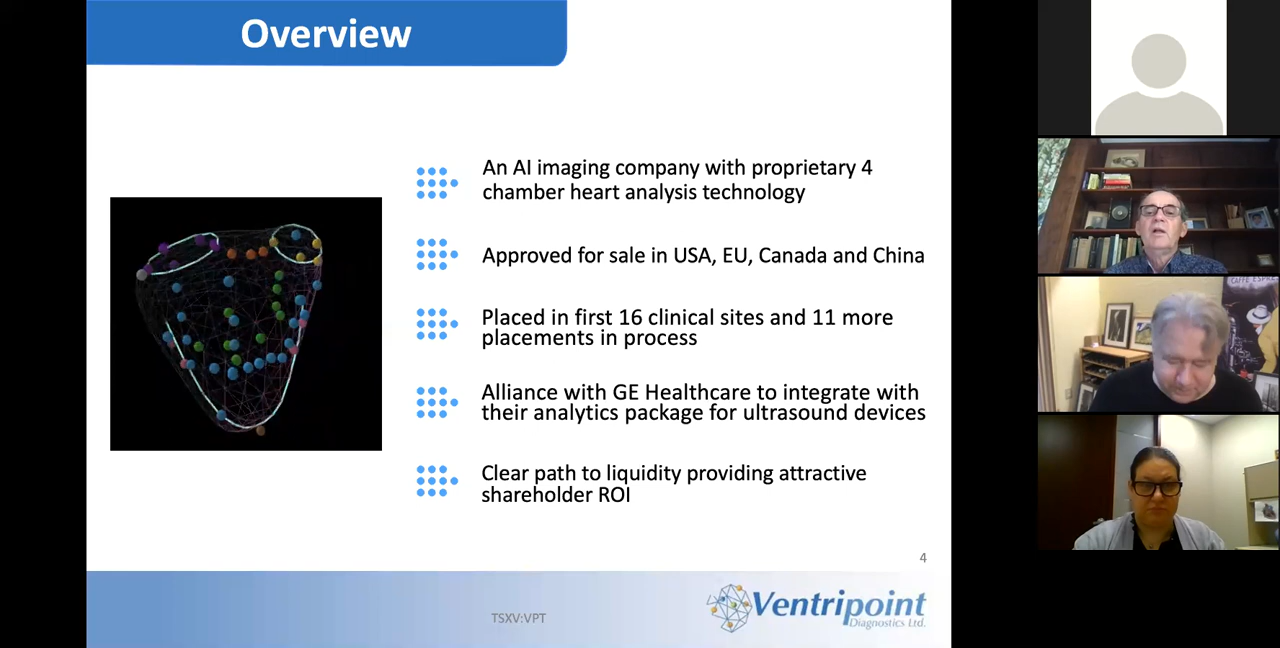 Overview
An AI imaging company with proprietary 4
chamber heart analysis technology
Approved for sale in USA, EU, Canada and China
Placed in first 16 clinical sites and 11 more
placements in process
Alliance with GE Healthcare to integrate with
their analytics package for ultrasound devices
Clear path to liquidity providing attractive
shareholder ROI
4
TSXV:VPT
Ventripoint
Diagnostics Ltd.